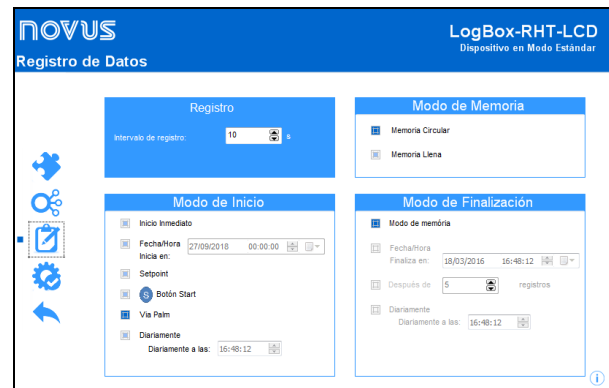 NOVUS
LogBox-RHT-LCD
Dispositivo en Modo Estándar
Registro de Datos
Registro
Intervalo de registro: 10 s
Modo de Memoria
Memoria Circular
Memoria Llena
Modo de Inicio
Inicio Inmediato
Fecha/Hora
Inicia en: 27/09/2018 00:00:00
Setpoint
S Botón Start
Via Palm
Diariamente
Diariamente a las: 16:48:12
Modo de Finalización
Modo de memória
Fecha/Hora
Finaliza en: 18/03/2016 16:48:12
Después de 5 registros
Diariamente
Diariamente a las: 16:48:12
i